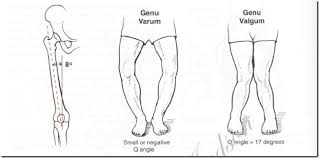 Genu
Varum
Genu
Valgum
8°
Small or negative
Q angle
Q angle > 17 degrees